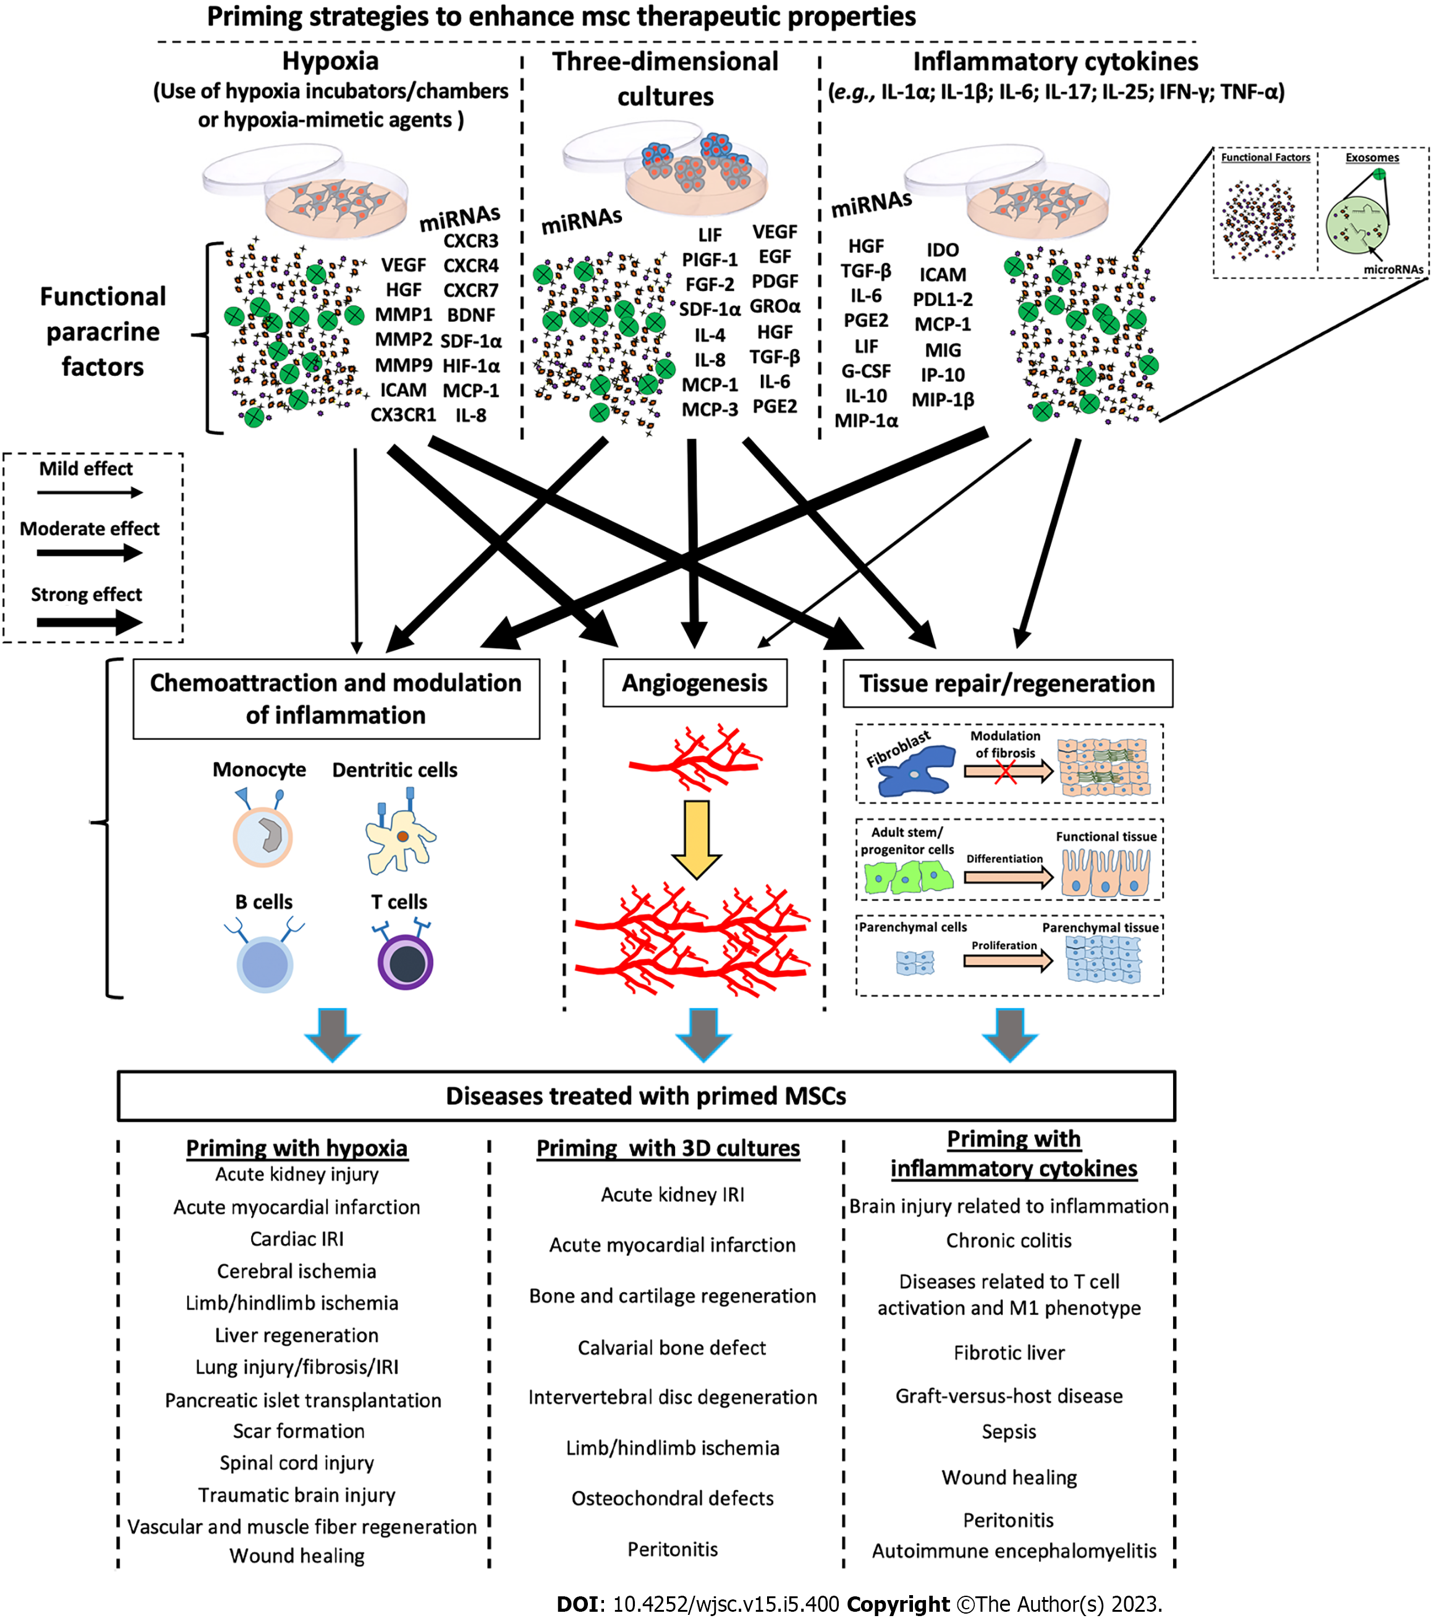 Priming strategies to enhance msc therapeutic properties
Hypoxia
(Use of hypoxia incubators/chambers
or hypoxia-mimetic agents )
Three-dimensional
cultures
Inflammatory cytokines
(e.g., IL-1α; IL-1β; IL-6; IL-17; IL-25; IFN-γ; TNF-α)
Functional Factors
Exosomes
microRNAs
Functional
paracrine
factors
miRNAs
VEGF
HGF
MMP1
MMP2
MMP9
ICAM
CX3CR1
CXCR3
CXCR4
CXCR7
BDNF
SDF-1α
HIF-1α
MCP-1
IL-8
miRNAs
LIF
PIGF-1
FGF-2
SDF-1α
IL-4
IL-8
MCP-1
MCP-3
VEGF
EGF
PDGF
GROα
HGF
TGF-β
IL-6
PGE2
miRNAs
HGF
TGF-β
IL-6
PGE2
LIF
G-CSF
IL-10
MIP-1α
IDO
ICAM
PDL1-2
MCP-1
MIG
IP-10
MIP-1β
Mild effect
Moderate effect
Strong effect
Chemoattraction and modulation
of inflammation
Monocyte
Dentritic cells
B cells
T cells
Angiogenesis
Tissue repair/regeneration
Fibroblast
Modulation
of fibrosis
Adult stem/
progenitor cells
Differentiation
Functional tissue
Parenchymal cells
Proliferation
Parenchymal tissue
Diseases treated with primed MSCs
Priming with hypoxia
Acute kidney injury
Acute myocardial infarction
Cardiac IRI
Cerebral ischemia
Limb/hindlimb ischemia
Liver regeneration
Lung injury/fibrosis/IRI
Pancreatic islet transplantation
Scar formation
Spinal cord injury
Traumatic brain injury
Vascular and muscle fiber regeneration
Wound healing
Priming with 3D cultures
Acute kidney IRI
Acute myocardial infarction
Bone and cartilage regeneration
Calvarial bone defect
Intervertebral disc degeneration
Limb/hindlimb ischemia
Osteochondral defects
Peritonitis
Priming with
inflammatory cytokines
Brain injury related to inflammation
Chronic colitis
Diseases related to T cell
activation and M1 phenotype
Fibrotic liver
Graft-versus-host disease
Sepsis
Wound healing
Peritonitis
Autoimmune encephalomyelitis
DOI: 10.4252/wjsc.v15.i5.400 Copyright ©The Author(s) 2023.